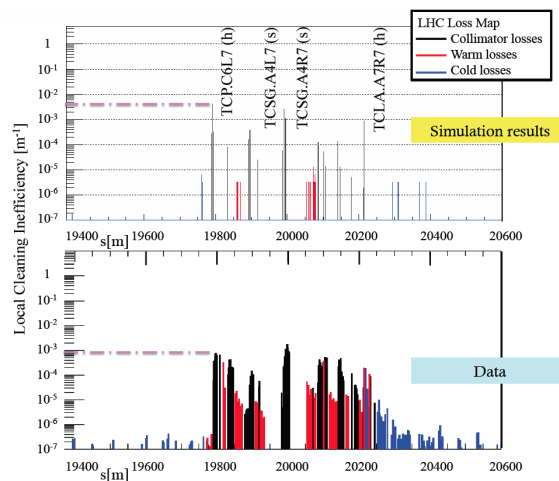 LHC Loss Map
Collimator losses
Warm losses
Cold losses
TCP.C6L7 (h)
TCSG.A4L7 (s)
TCSG.A4R7 (s)
TCLA.A7R7 (h)
1
10-1
10-2
10-3
10-4
10-5
10-6
10-7
Simulation results
19400 19600 19800 20000 20200 20400 20600
s[m]
Local Cleaning Inefficiency [m-1]
1
10-1
10-2
10-3
10-4
10-5
10-6
10-7
Data
19400 19600 19800 20000 20200 20400 20600
s[m]